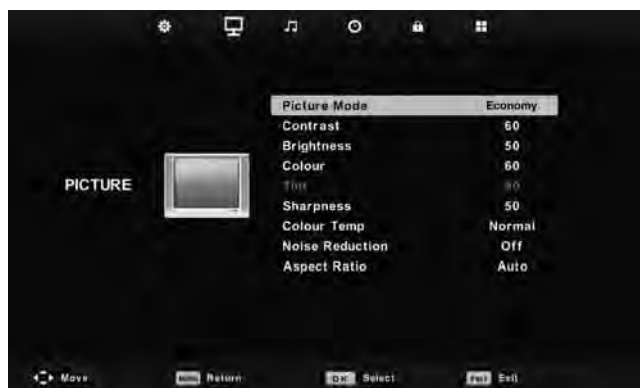 Picture Mode Economy
Contrast 60
Brightness 50
Colour 60
PICTURE
Sharpness 50
Colour Temp Normal
Noise Reduction Off
Aspect Ratio Auto
Move Return OK Select Exit